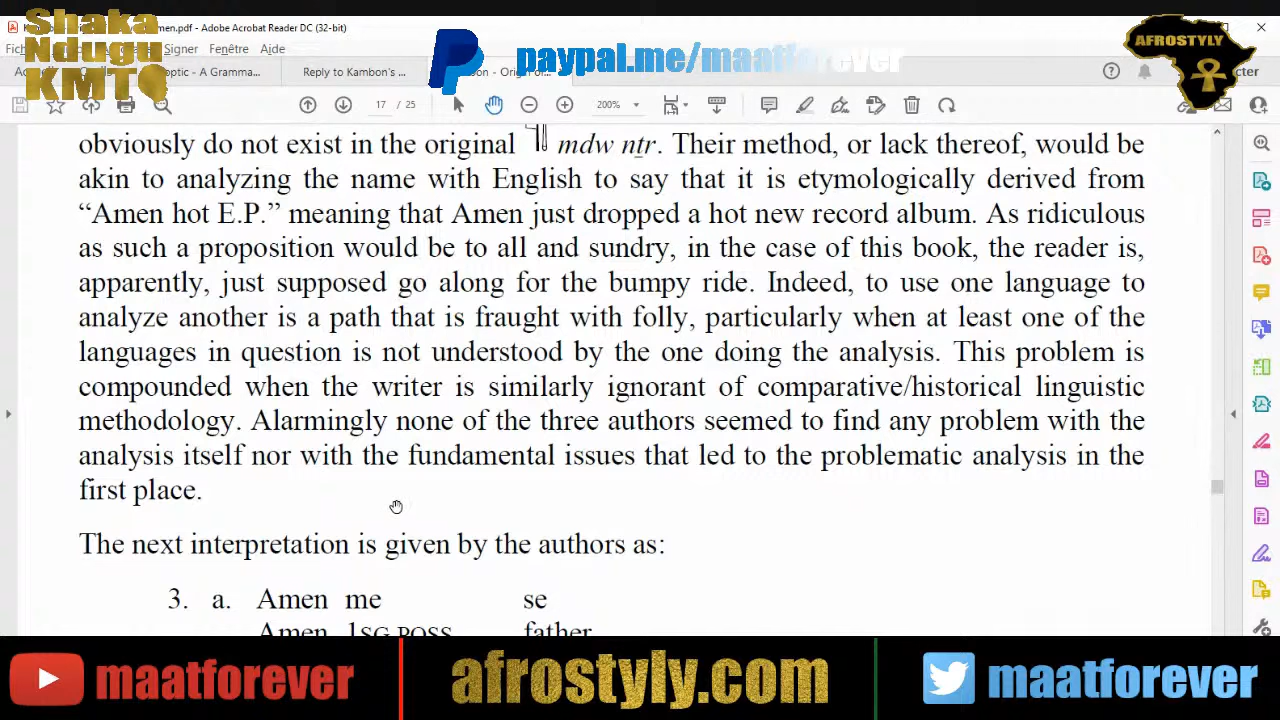 Shaka
Ndugu
KMT
men.pdf - Adobe Acrobat Reader DC (32-bit)
Signer Fenêtre Aide
paypal.me/maatforever
AFROSTYLY
optic - A Gramma...
Reply to Kambon's ...
17 / 25
200%
obviously do not exist in the original mdw nṯr. Their method, or lack thereof, would be
akin to analyzing the name with English to say that it is etymologically derived from
“Amen hot E.P.” meaning that Amen just dropped a hot new record album. As ridiculous
as such a proposition would be to all and sundry, in the case of this book, the reader is,
apparently, just supposed go along for the bumpy ride. Indeed, to use one language to
analyze another is a path that is fraught with folly, particularly when at least one of the
languages in question is not understood by the one doing the analysis. This problem is
compounded when the writer is similarly ignorant of comparative/historical linguistic
methodology. Alarmingly none of the three authors seemed to find any problem with the
analysis itself nor with the fundamental issues that led to the problematic analysis in the
first place.
The next interpretation is given by the authors as:
3. a. Amen me se
Amen 1SG.POSS father
maatforever
afrostyly.com
maatforever